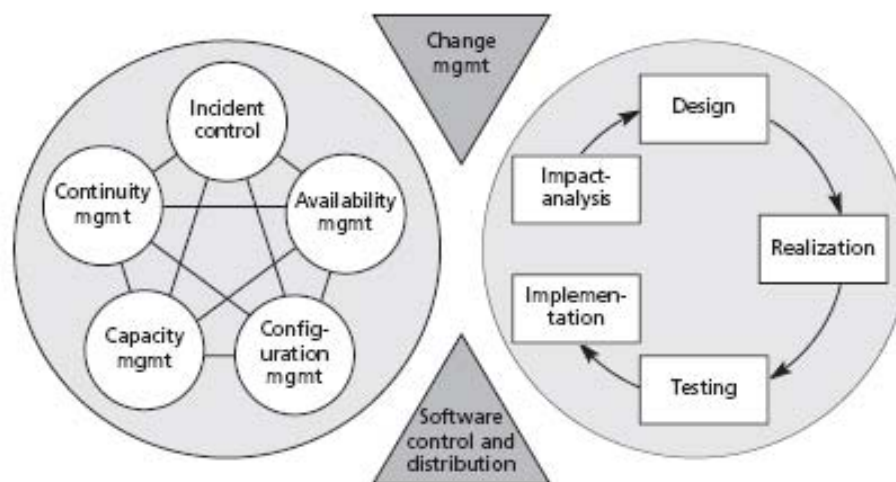 Change
mgmt
Incident
control
Continuity
mgmt
Availability
mgmt
Capacity
mgmt
Config-
uration
mgmt
Design
Impact-
analysis
Realization
Implemen-
tation
Testing
Software
control and
distribution